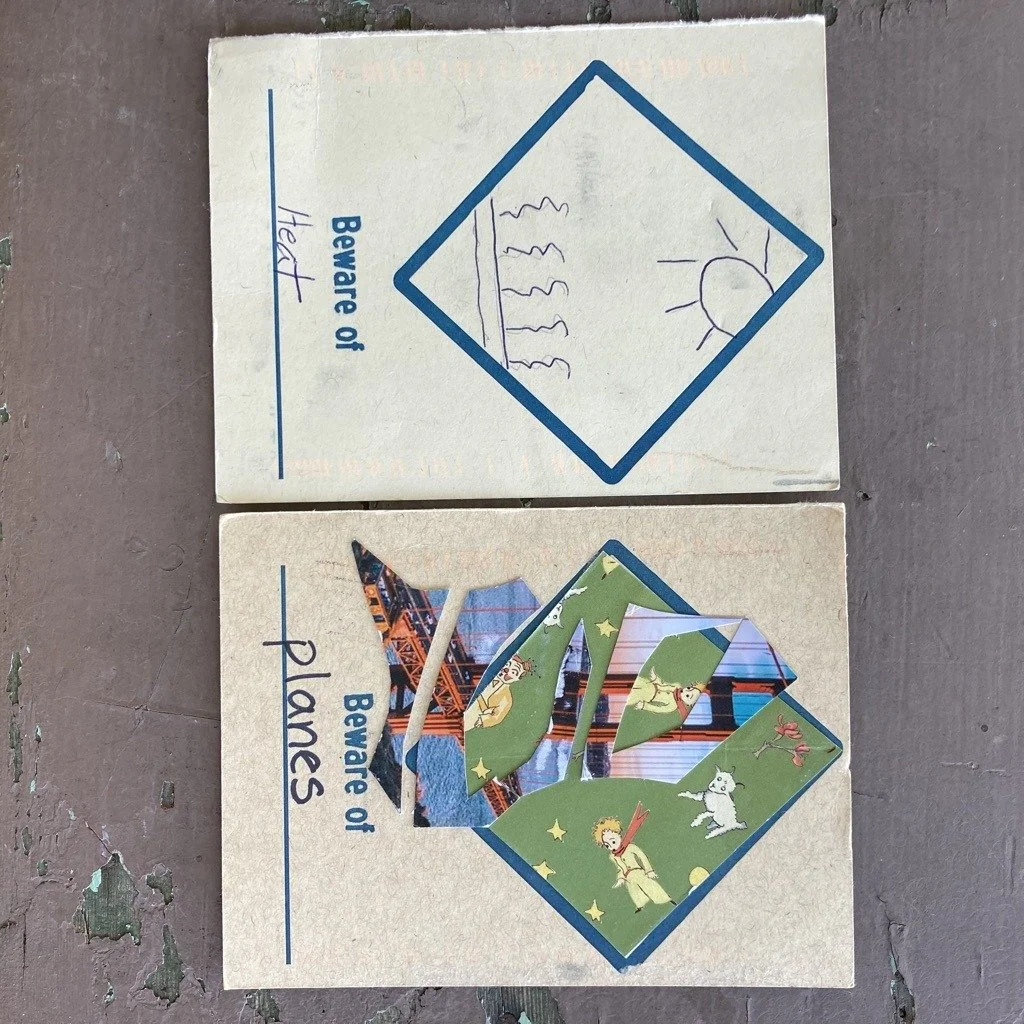 Beware of
Heat
Beware of
planes